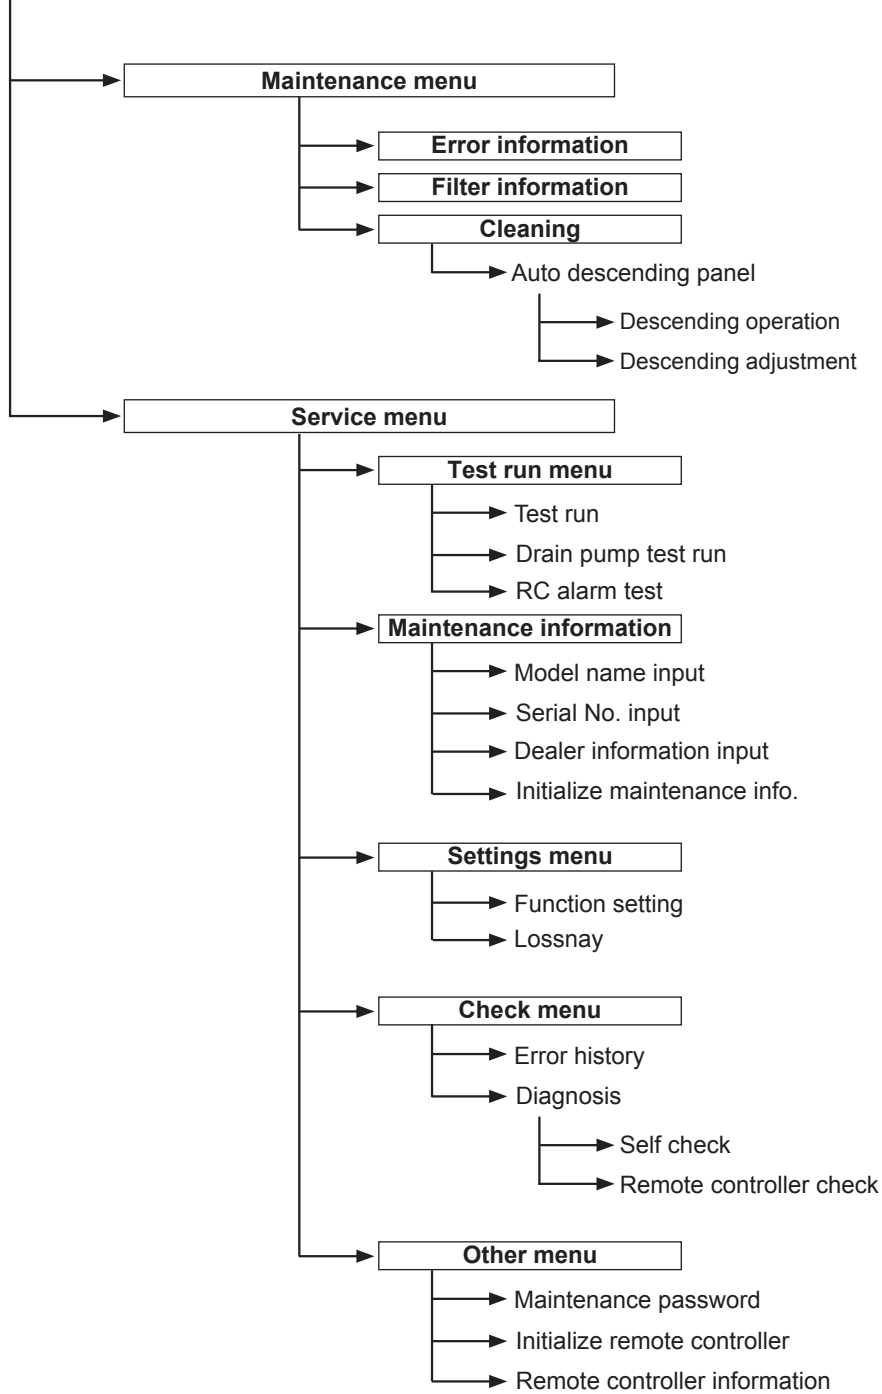 Maintenance menu
Error information
Filter information
Cleaning
Auto descending panel
Descending operation
Descending adjustment
Service menu
Test run menu
Test run
Drain pump test run
RC alarm test
Maintenance information
Model name input
Serial No. input
Dealer information input
Initialize maintenance info.
Settings menu
Function setting
Lossnay
Check menu
Error history
Diagnosis
Self check
Remote controller check
Other menu
Maintenance password
Initialize remote controller
Remote controller information